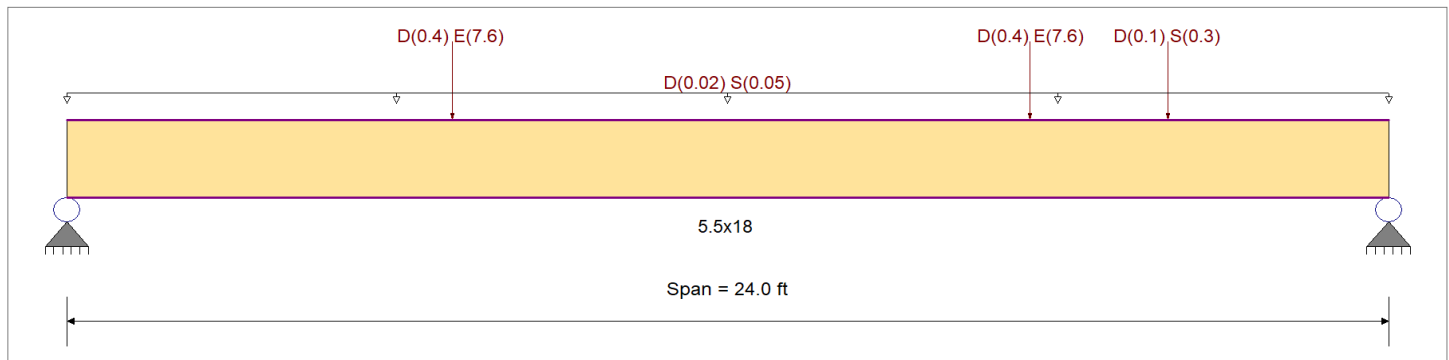 D(0.4) E(7.6) D(0.4) E(7.6) D(0.1) S(0.3)
D(0.02) S(0.05)
5.5x18
Span = 24.0 ft